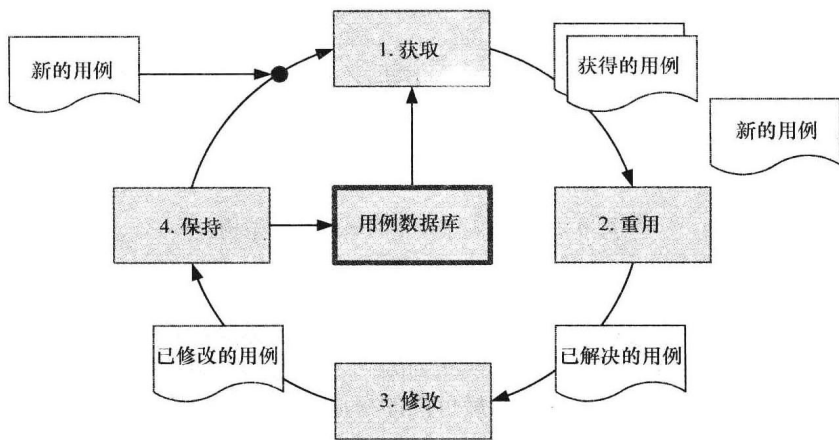 1. 获取
新的用例
获得的用例
新的用例
4. 保持
用例数据库
2. 重用
已修改的用例
已解决的用例
3. 修改